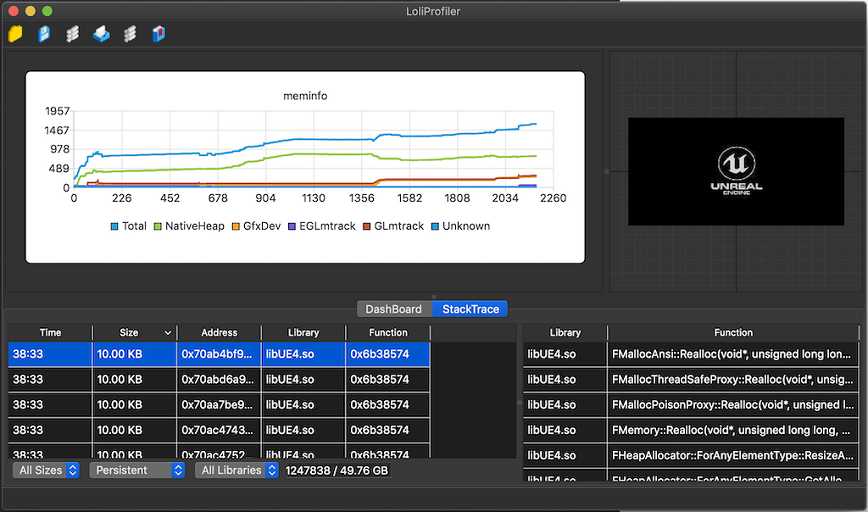 LoliProfiler
meminfo
1957
1467
978
489
0
0 226 452 678 904 1130 1356 1582 1808 2034 2260
Total NativeHeap GfxDev EGLmtrack GLmtrack Unknown
UNREAL
ENGINE
DashBoard StackTrace
Time Size Address Library Function
38:33 10.00 KB 0x70ab4bf9... libUE4.so 0x6b38574
38:33 10.00 KB 0x70abd6a9... libUE4.so 0x6b38574
38:33 10.00 KB 0x70aa7be9... libUE4.so 0x6b38574
38:33 10.00 KB 0x70ac4743... libUE4.so 0x6b38574
38:33 10.00 KB 0x70ac4752... libUE4.so 0x6b38574
All Sizes Persistent All Libraries 1247838 / 49.76 GB
Library Function
libUE4.so FMallocAnsi::Realloc(void*, unsigned long lon...
libUE4.so FMallocThreadSafeProxy::Realloc(void*, unsig...
libUE4.so FMallocPoisonProxy::Realloc(void*, unsigned l...
libUE4.so FMemory::Realloc(void*, unsigned long long, ...
libUE4.so FHeapAllocator::ForAnyElementType::ResizeA...
libUE4.so FHeapAllocator::ForAnyElementType::GetAllo...